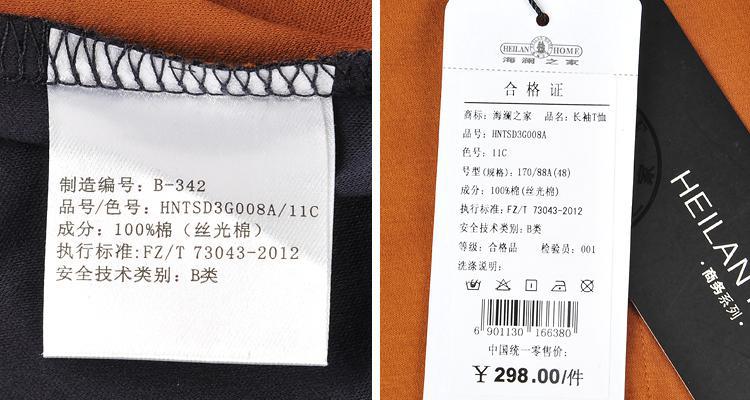 制造编号: B-342
品号/色号: HNTSD3G008A/11C
成分: 100%棉 (丝光棉)
执行标准:FZ/T 73043-2012
安全技术类别: B类
HEILAN HOME
海澜之家
合格证
商标: 海澜之家 品名: 长袖T恤
品号: HNTSD3G008A
色号: 11C
号型(规格): 170/88A(48)
成分: 100%棉(丝光棉)
执行标准: FZ/T 73043-2012
安全技术类别: B类
等级: 合格品 检验员: 001
洗涤说明:
6 901130 166380
中国统一零售价:
¥ 298.00/件
HEILAN
·商务系列·